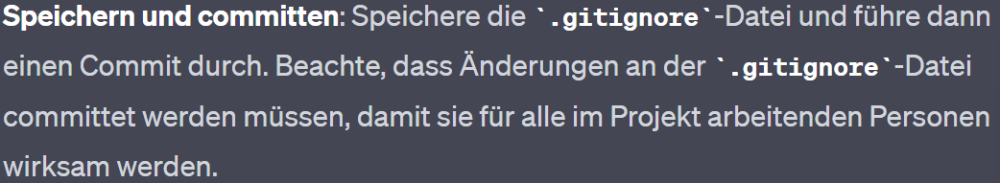 Speichern und committen: Speichere die `.gitignore`-Datei und führe dann
einen Commit durch. Beachte, dass Änderungen an der `.gitignore`-Datei
committet werden müssen, damit sie für alle im Projekt arbeitenden Personen
wirksam werden.